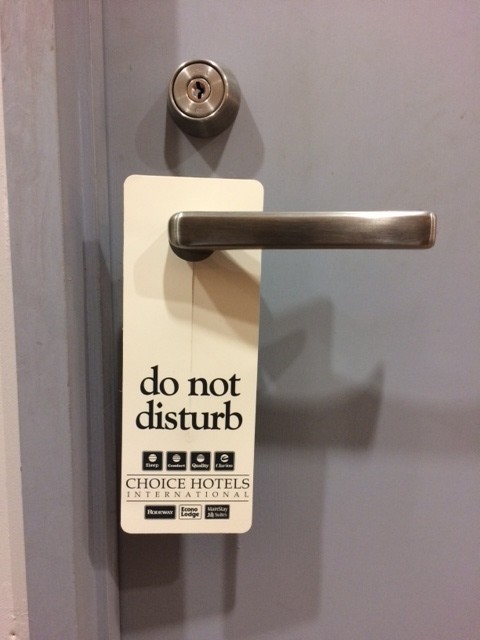 do not
disturb
Sleep Comfort Quality Clarion
CHOICE HOTELS
INTERNATIONAL
RODEWAY Econo Lodge MainStay Suites